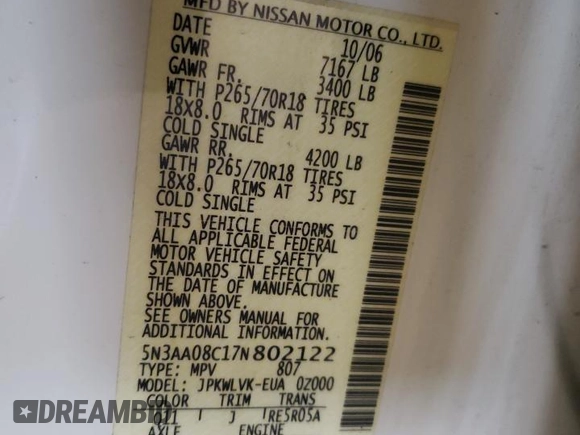 MFD BY NISSAN MOTOR CO., LTD.
DATE 10/06
GVWR 7167 LB
GAWR FR. 3400 LB
WITH P265/70R18 TIRES
18X8.0 RIMS AT 35 PSI
COLD SINGLE
GAWR RR. 4200 LB
WITH P265/70R18 TIRES
18X8.0 RIMS AT 35 PSI
COLD SINGLE
THIS VEHICLE CONFORMS TO
ALL APPLICABLE FEDERAL
MOTOR VEHICLE SAFETY
STANDARDS IN EFFECT ON
THE DATE OF MANUFACTURE
SHOWN ABOVE.
SEE OWNERS MANUAL FOR
ADDITIONAL INFORMATION.
5N3AA08C17N802122
TYPE: MPV 807
MODEL: JPKWLVK-EUA 0Z000
COLOR TRIM TRANS
J RE5R05A
AXLE ENGINE
DREAMBID